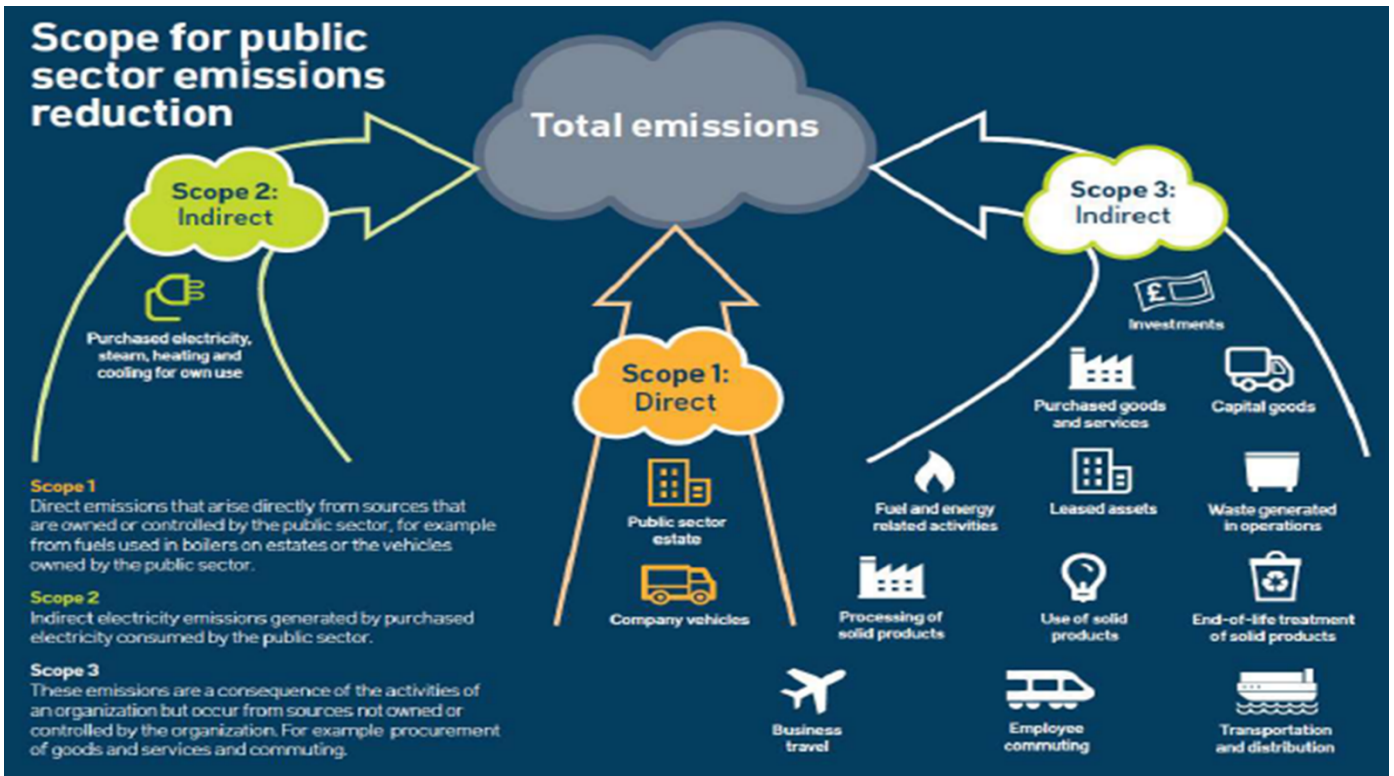 Scope for public
sector emissions
reduction
Total emissions
Scope 2:
Indirect
Purchased electricity,
steam, heating and
cooling for own use
Scope 1:
Direct
Public sector
estate
Company vehicles
Scope 3:
Indirect
£
Investments
Purchased goods
and services
Capital goods
Fuel and energy
related activities
Leased assets
Waste generated
in operations
Processing of
solid products
Use of solid
products
End-of-life treatment
of solid products
Business
travel
Employee
commuting
Transportation
and distribution
Scope 1
Direct emissions that arise directly from sources that
are owned or controlled by the public sector, for example
from fuels used in boilers on estates or the vehicles
owned by the public sector.
Scope 2
Indirect electricity emissions generated by purchased
electricity consumed by the public sector.
Scope 3
These emissions are a consequence of the activities of
an organization but occur from sources not owned or
controlled by the organization. For example procurement
of goods and services and commuting.